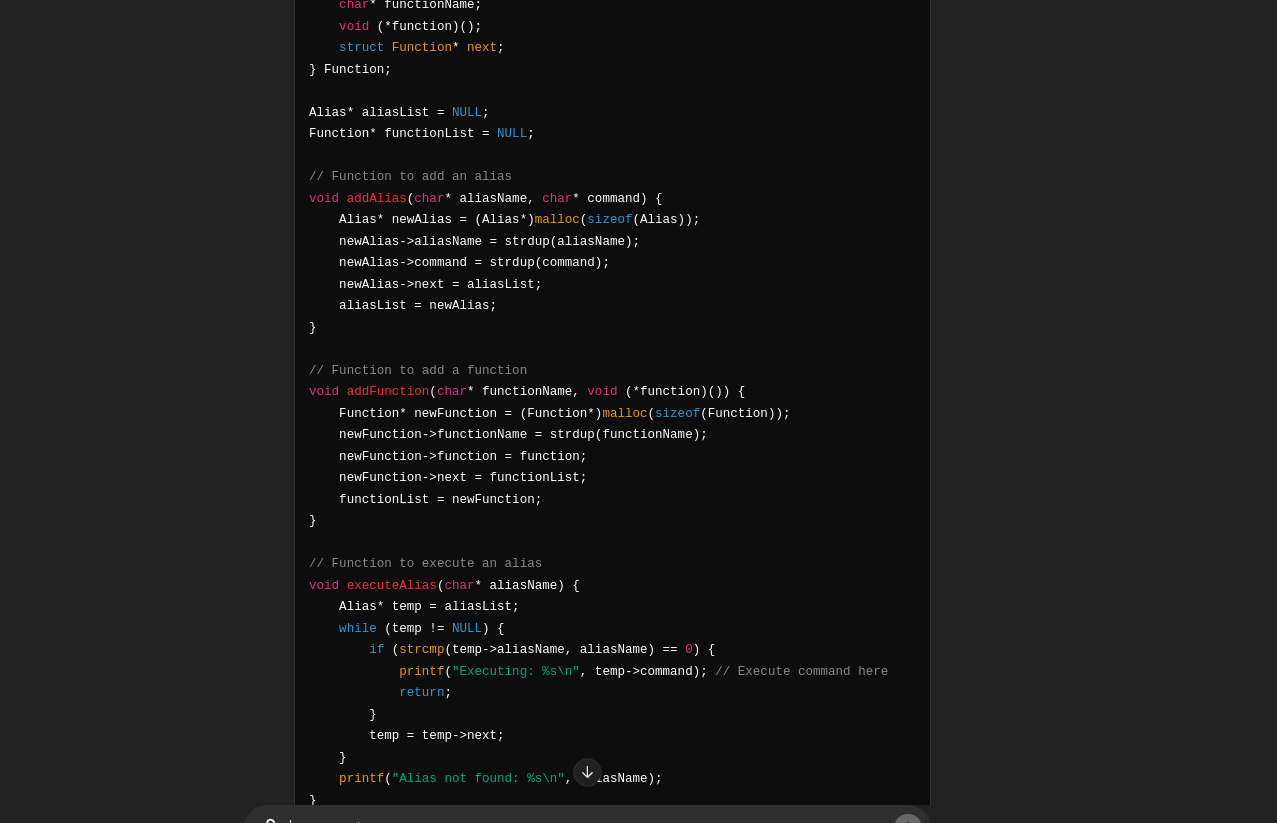 char* functionName;
void (*function)();
struct Function* next;
} Function;
Alias* aliasList = NULL;
Function* functionList = NULL;
// Function to add an alias
void addAlias(char* aliasName, char* command) {
Alias* newAlias = (Alias*)malloc(sizeof(Alias));
newAlias->aliasName = strdup(aliasName);
newAlias->command = strdup(command);
newAlias->next = aliasList;
aliasList = newAlias;
}
// Function to add a function
void addFunction(char* functionName, void (*function)()) {
Function* newFunction = (Function*)malloc(sizeof(Function));
newFunction->functionName = strdup(functionName);
newFunction->function = function;
newFunction->next = functionList;
functionList = newFunction;
}
// Function to execute an alias
void executeAlias(char* aliasName) {
Alias* temp = aliasList;
while (temp != NULL) {
if (strcmp(temp->aliasName, aliasName) == 0) {
printf("Executing: %s\n", temp->command); // Execute command here
return;
}
temp = temp->next;
}
printf("Alias not found: %s\n", aliasName);
}